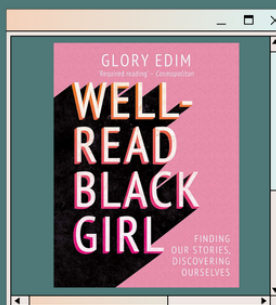 GLORY EDIM
'Required reading' – Cosmopolitan
WELL-
READ
BLACK
GIRL
FINDING
OUR STORIES,
DISCOVERING
OURSELVES